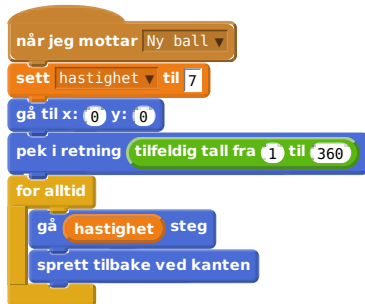 når jeg mottar Ny ball
sett hastighet til 7
gå til x: 0 y: 0
pek i retning tilfeldig tall fra 1 til 360
for alltid
gå hastighet steg
sprett tilbake ved kanten